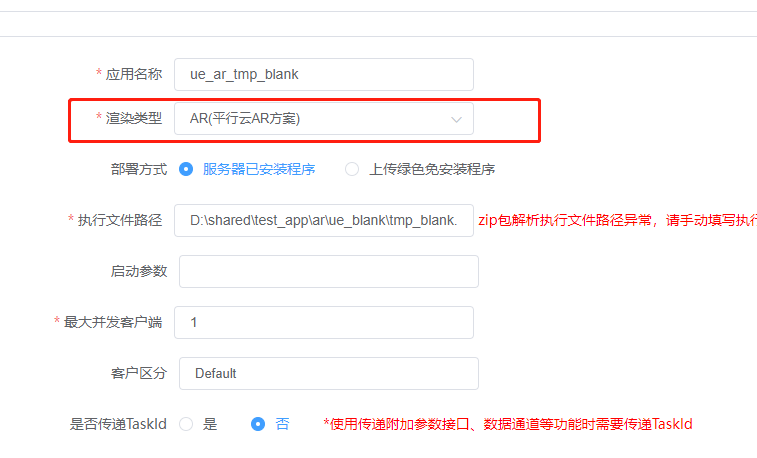 * 应用名称 ue_ar_tmp_blank
* 渲染类型 AR(平行云AR方案)
部署方式 服务器已安装程序 上传绿色免安装程序
* 执行文件路径 D:\shared\test_app\ar\ue_blank\tmp_blank. zip包解析执行文件路径异常，请手动填写执行
启动参数
* 最大并发客户端 1
客户区分 Default
是否传递TaskId 是 否 *使用传递附加参数接口、数据通道等功能时需要传递TaskId